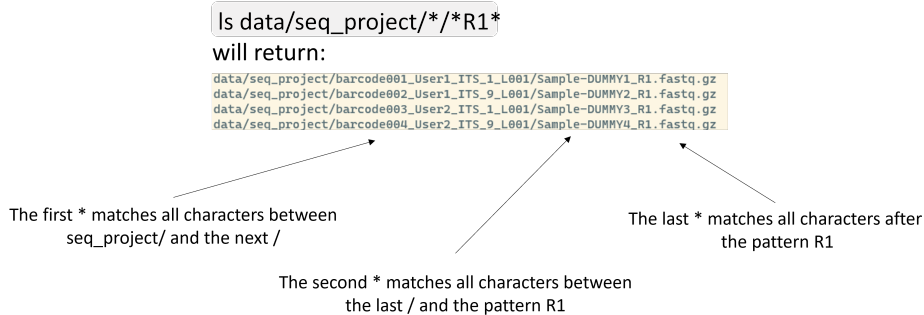 ls data/seq_project/*/*R1*
will return:
data/seq_project/barcode001_User1_ITS_1_L001/Sample-DUMMY1_R1.fastq.gz
data/seq_project/barcode002_User1_ITS_9_L001/Sample-DUMMY2_R1.fastq.gz
data/seq_project/barcode003_User2_ITS_1_L001/Sample-DUMMY3_R1.fastq.gz
data/seq_project/barcode004_User2_ITS_9_L001/Sample-DUMMY4_R1.fastq.gz
The first * matches all characters between
seq_project/ and the next /
The last * matches all characters after
the pattern R1
The second * matches all characters between
the last / and the pattern R1